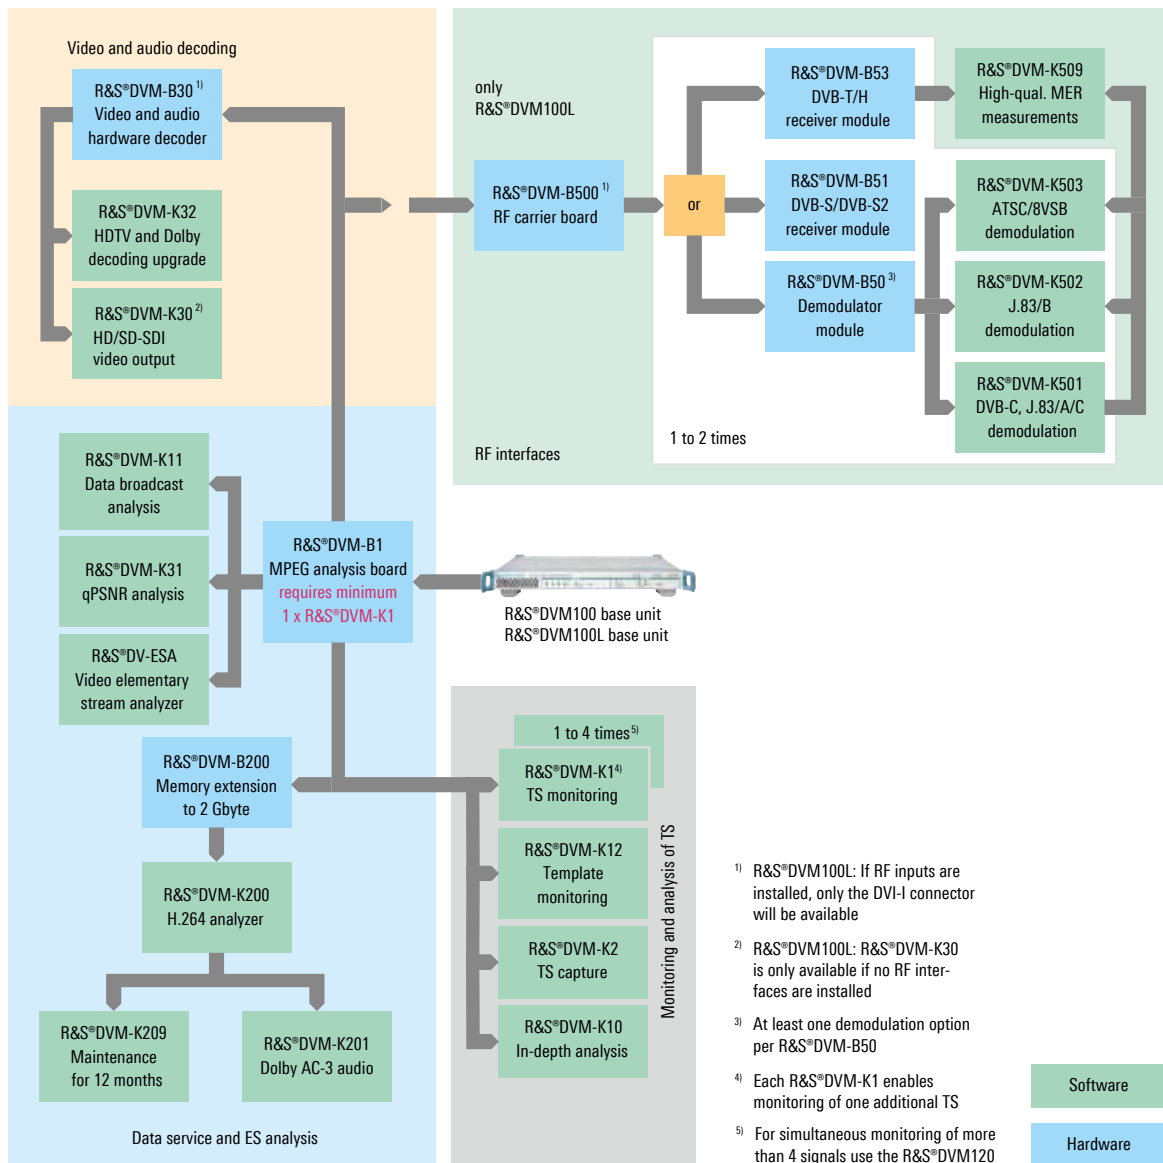 Video and audio decoding
R&S®DVM-B30 1)
Video and audio
hardware decoder
R&S®DVM-K32
HDTV and Dolby
decoding upgrade
R&S®DVM-K30 2)
HD/SD-SDI
video output
only
R&S®DVM100L
R&S®DVM-B500 1)
RF carrier board
or
R&S®DVM-B53
DVB-T/H
receiver module
R&S®DVM-B51
DVB-S/DVB-S2
receiver module
R&S®DVM-B50 3)
Demodulator
module
R&S®DVM-K509
High-qual. MER
measurements
R&S®DVM-K503
ATSC/8VSB
demodulation
R&S®DVM-K502
J.83/B
demodulation
R&S®DVM-K501
DVB-C, J.83/A/C
demodulation
1 to 2 times
RF interfaces
R&S®DVM-K11
Data broadcast
analysis
R&S®DVM-K31
qPSNR analysis
R&S®DV-ESA
Video elementary
stream analyzer
R&S®DVM-B1
MPEG analysis board
requires minimum
1 x R&S®DVM-K1
R&S®DVM100 base unit
R&S®DVM100L base unit
R&S®DVM-B200
Memory extension
to 2 Gbyte
R&S®DVM-K200
H.264 analyzer
R&S®DVM-K209
Maintenance
for 12 months
R&S®DVM-K201
Dolby AC-3 audio
Data service and ES analysis
1 to 4 times 5)
R&S®DVM-K1 4)
TS monitoring
R&S®DVM-K12
Template
monitoring
R&S®DVM-K2
TS capture
R&S®DVM-K10
In-depth analysis
Monitoring and analysis of TS
1) R&S®DVM100L: If RF inputs are
installed, only the DVI-I connector
will be available
2) R&S®DVM100L: R&S®DVM-K30
is only available if no RF inter-
faces are installed
3) At least one demodulation option
per R&S®DVM-B50
4) Each R&S®DVM-K1 enables
monitoring of one additional TS
5) For simultaneous monitoring of more
than 4 signals use the R&S®DVM120
Software
Hardware